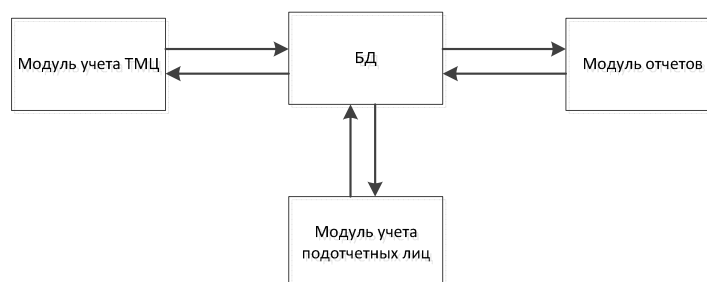 Модуль учета ТМЦ
БД
Модуль отчетов
Модуль учета
подотчетных лиц